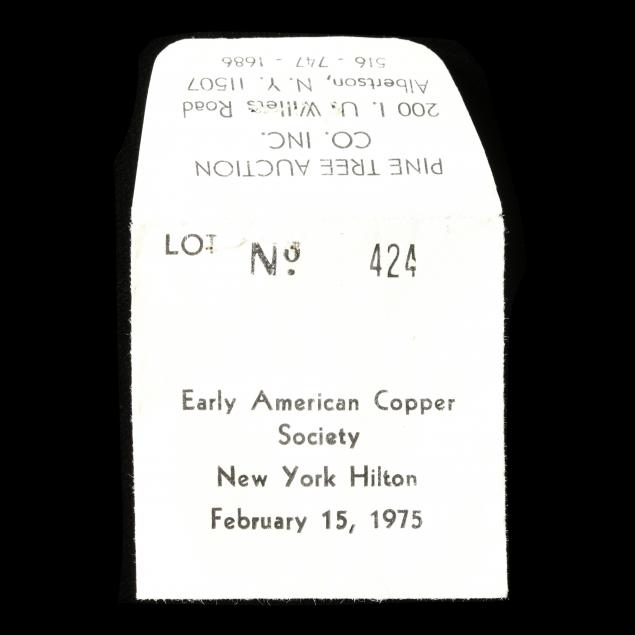 PINE TREE AUCTION
CO. INC.
200 I. U. Willets Road
Albertson, N. Y. 11507
516 - 747 - 1686
LOT Nº. 424
Early American Copper
Society
New York Hilton
February 15, 1975